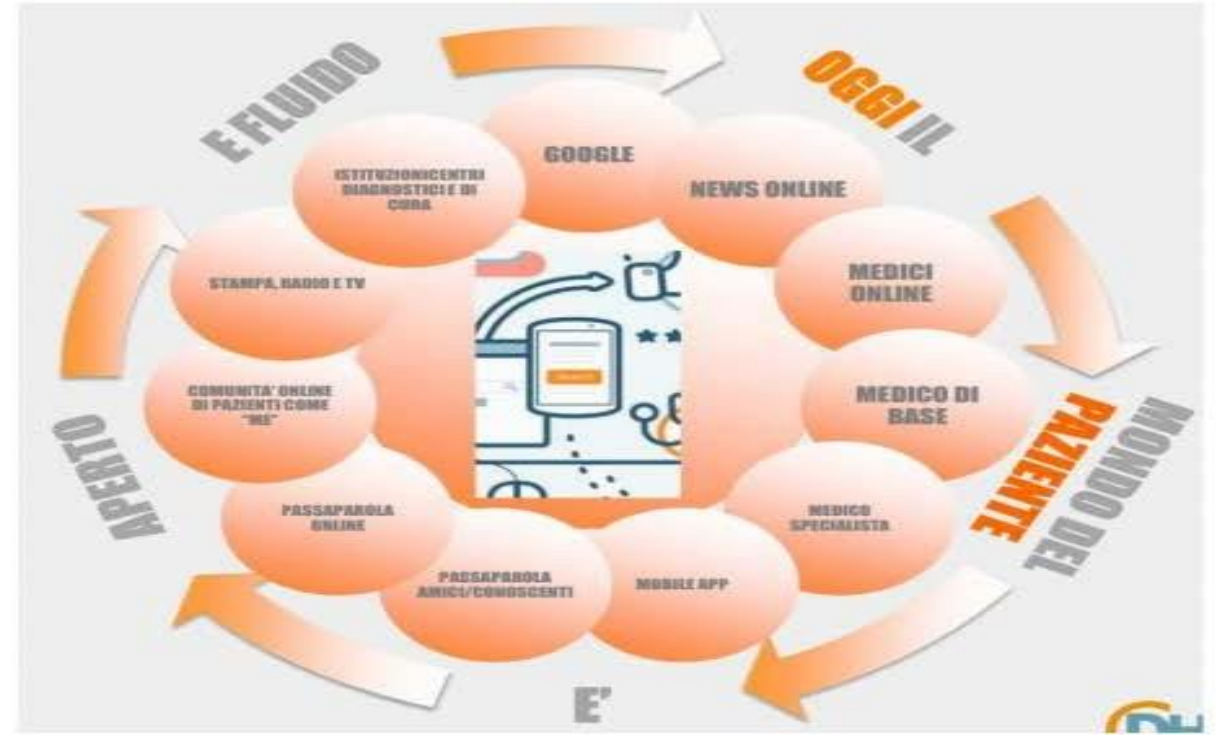 OGGI IL
MONDO DEL
PAZIENTE
E'
APERTO
E FLUIDO
GOOGLE
NEWS ONLINE
MEDICI
ONLINE
MEDICO DI
BASE
MEDICO
SPECIALISTA
MOBILE APP
PASSAPAROLA
AMICI/CONOSCENTI
PASSAPAROLA
ONLINE
COMUNITA' ONLINE
DI PAZIENTI COME
"ME"
STAMPA, RADIO E TV
ISTITUZIONICENTRI
DIAGNOSTICI E DI
CURA